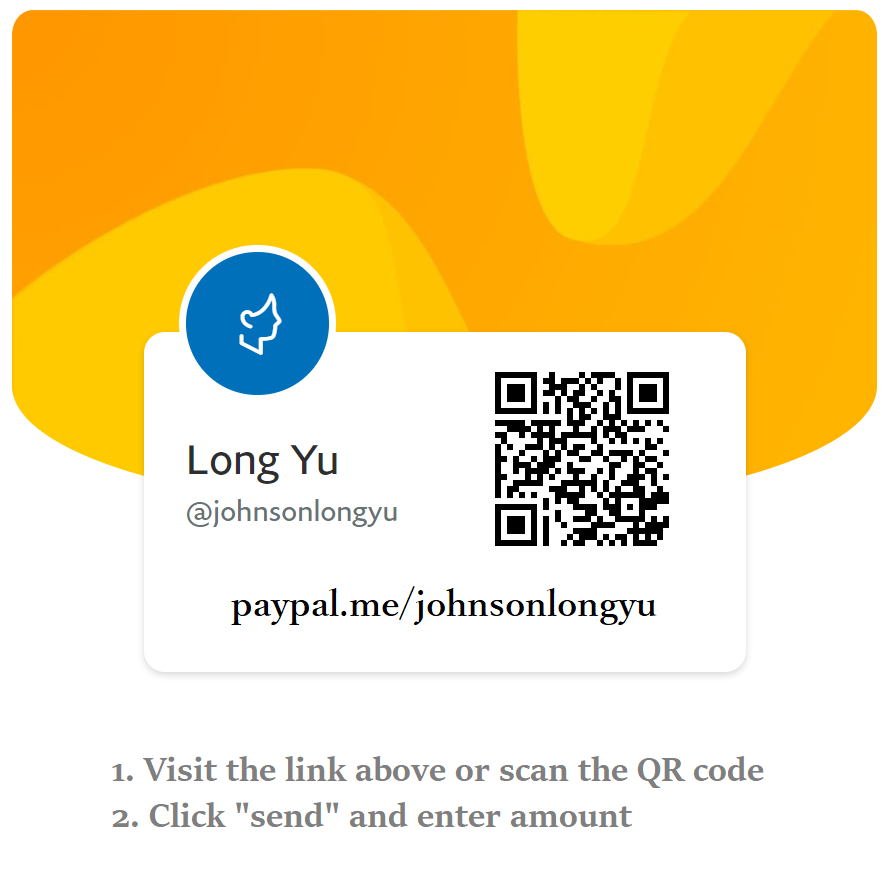 Long Yu
@johnsonlongyu
paypal.me/johnsonlongyu
1. Visit the link above or scan the QR code
2. Click "send" and enter amount